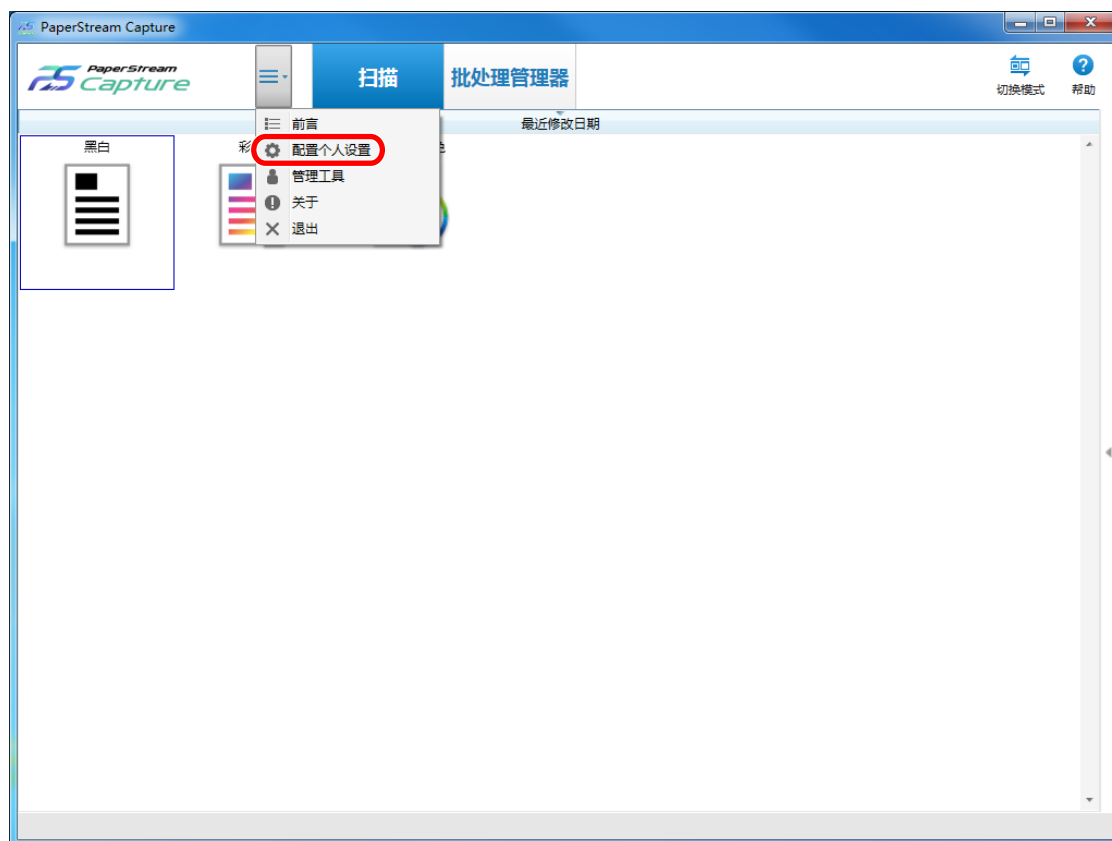 PaperStream Capture
PaperStream
Capture
扫描
批处理管理器
切换模式
帮助
最近修改日期
前言
配置个人设置
管理工具
关于
退出
黑白
彩